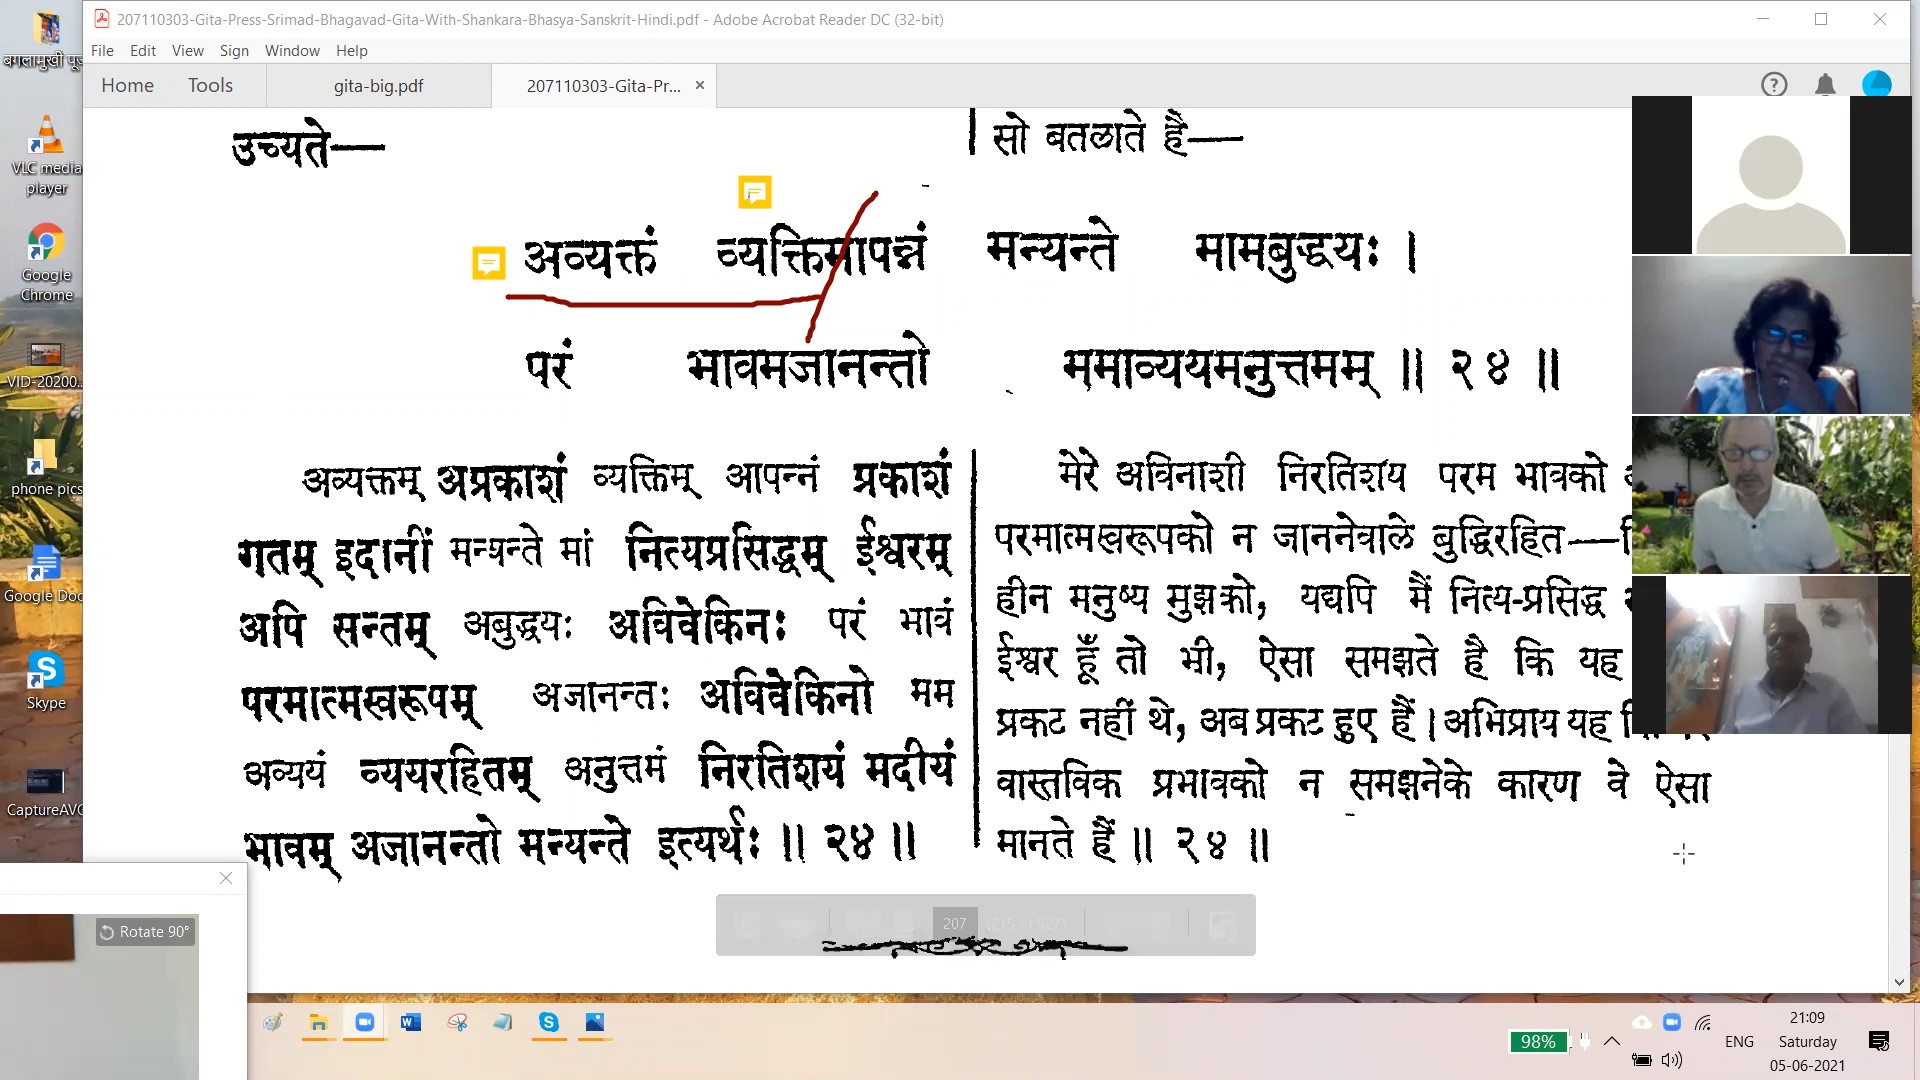 207110303-Gita-Press-Srimad-Bhagavad-Gita-With-Shankara-Bhasya-Sanskrit-Hindi.pdf - Adobe Acrobat Reader DC (32-bit)
File Edit View Sign Window Help
Home Tools gita-big.pdf 207110303-Gita-Pr...
उच्यते—
सो बतलाते हैं—
अव्यक्तं व्यक्तिमापन्नं मन्यन्ते मामबुद्धयः ।
परं भावमजानन्तो ममाव्ययमनुत्तमम् ॥ २४ ॥
अव्यक्तम् अप्रकाशं व्यक्तिम् आपन्नं प्रकाशं
गतम् इदानीं मन्यन्ते मां नित्यप्रसिद्धम् ईश्वरम्
अपि सन्तम् अबुद्धयः अविवेकिनः परं भावं
परमात्मस्वरूपम् अजानन्तः अविवेकिनो मम
अव्ययं व्ययरहितम् अनुत्तमं निरतिशयं मदीयं
भावम् अजानन्तो मन्यन्ते इत्यर्थः ॥ २४ ॥
मेरे अविनाशी निरतिशय परम भावको
परमात्मस्वरूपको न जाननेवाले बुद्धिरहित—
हीन मनुष्य मुझको, यद्यपि मैं नित्य-प्रसिद्ध
ईश्वर हूँ तो भी, ऐसा समझते है कि यह
प्रकट नहीं थे, अब प्रकट हुए हैं । अभिप्राय यह
वास्तविक प्रभावको न समझनेके कारण वे ऐसा
मानते हैं ॥ २४ ॥
207 (215 of 527)
VLC media
player
Google
Chrome
VID-20200...
phone pics
Google Doc
Skype
CaptureAVC
Rotate 90°
98%
ENG
21:09
Saturday
05-06-2021